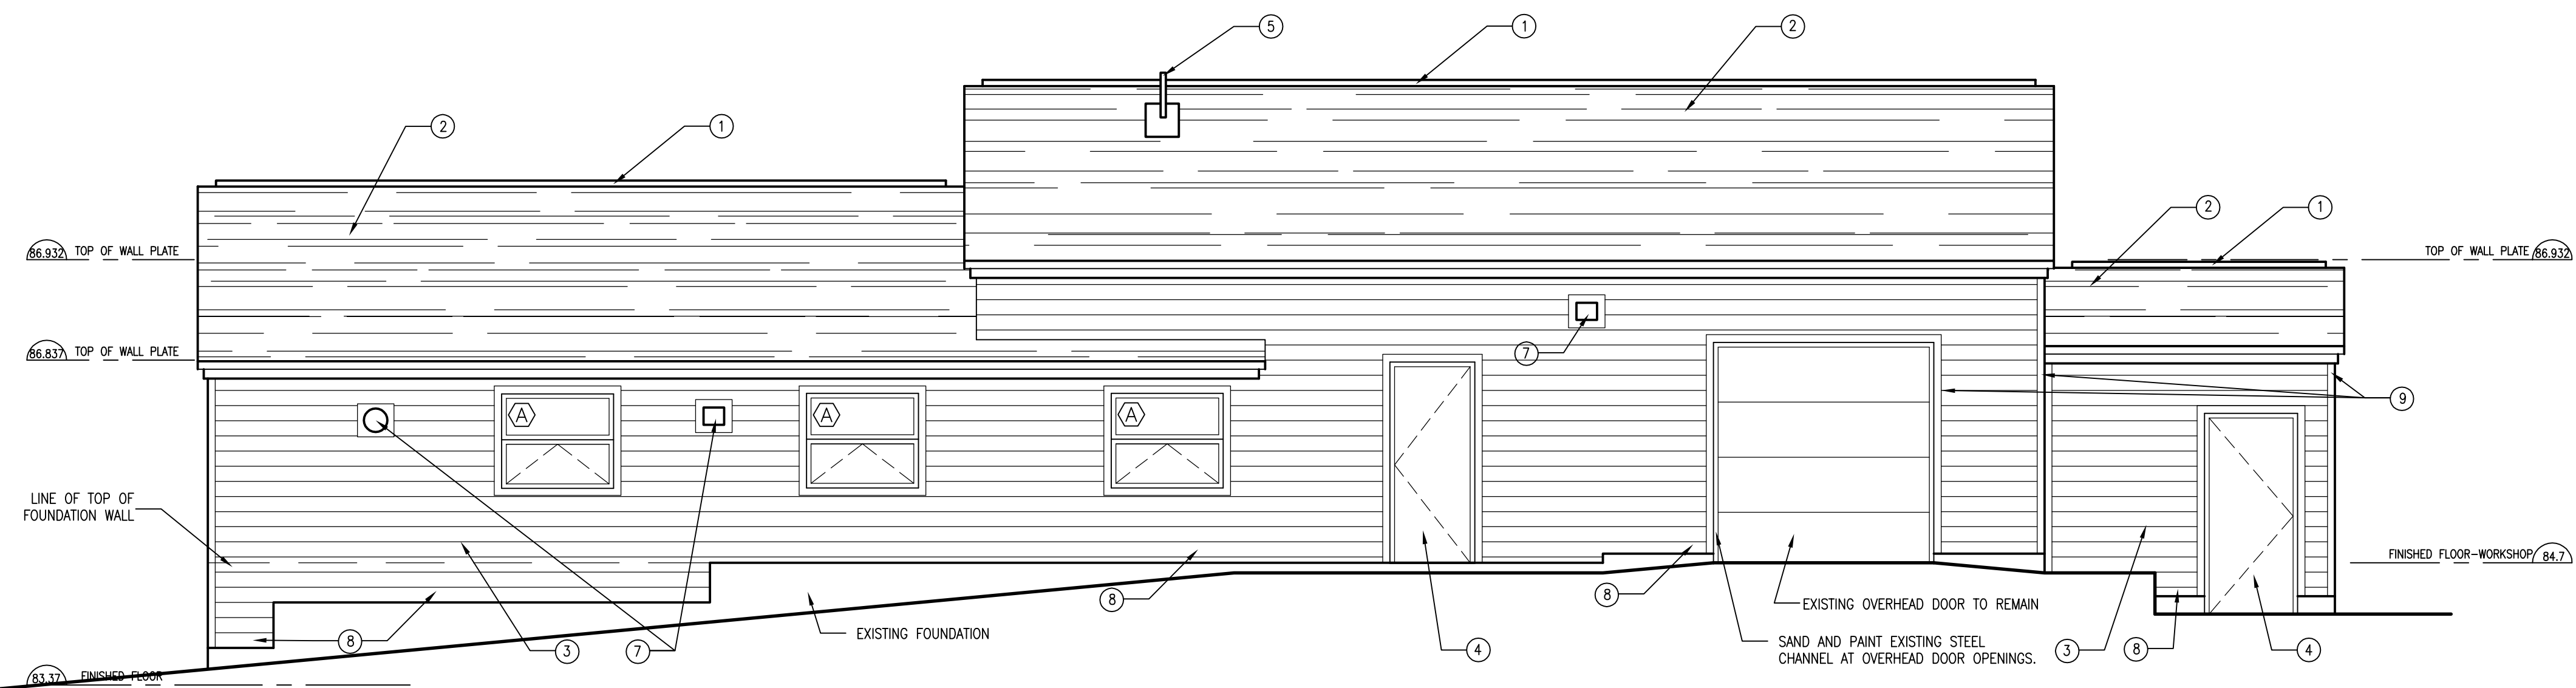 5
1
2
2
1
2
1
86.932 TOP OF WALL PLATE
TOP OF WALL PLATE 86.932
86.837 TOP OF WALL PLATE
7
9
A
A
A
LINE OF TOP OF
FOUNDATION WALL
FINISHED FLOOR-WORKSHOP 84.7
8
8
EXISTING OVERHEAD DOOR TO REMAIN
EXISTING FOUNDATION
8
3
7
4
SAND AND PAINT EXISTING STEEL
CHANNEL AT OVERHEAD DOOR OPENINGS.
3
8
4
83.37 FINISHED FLOOR